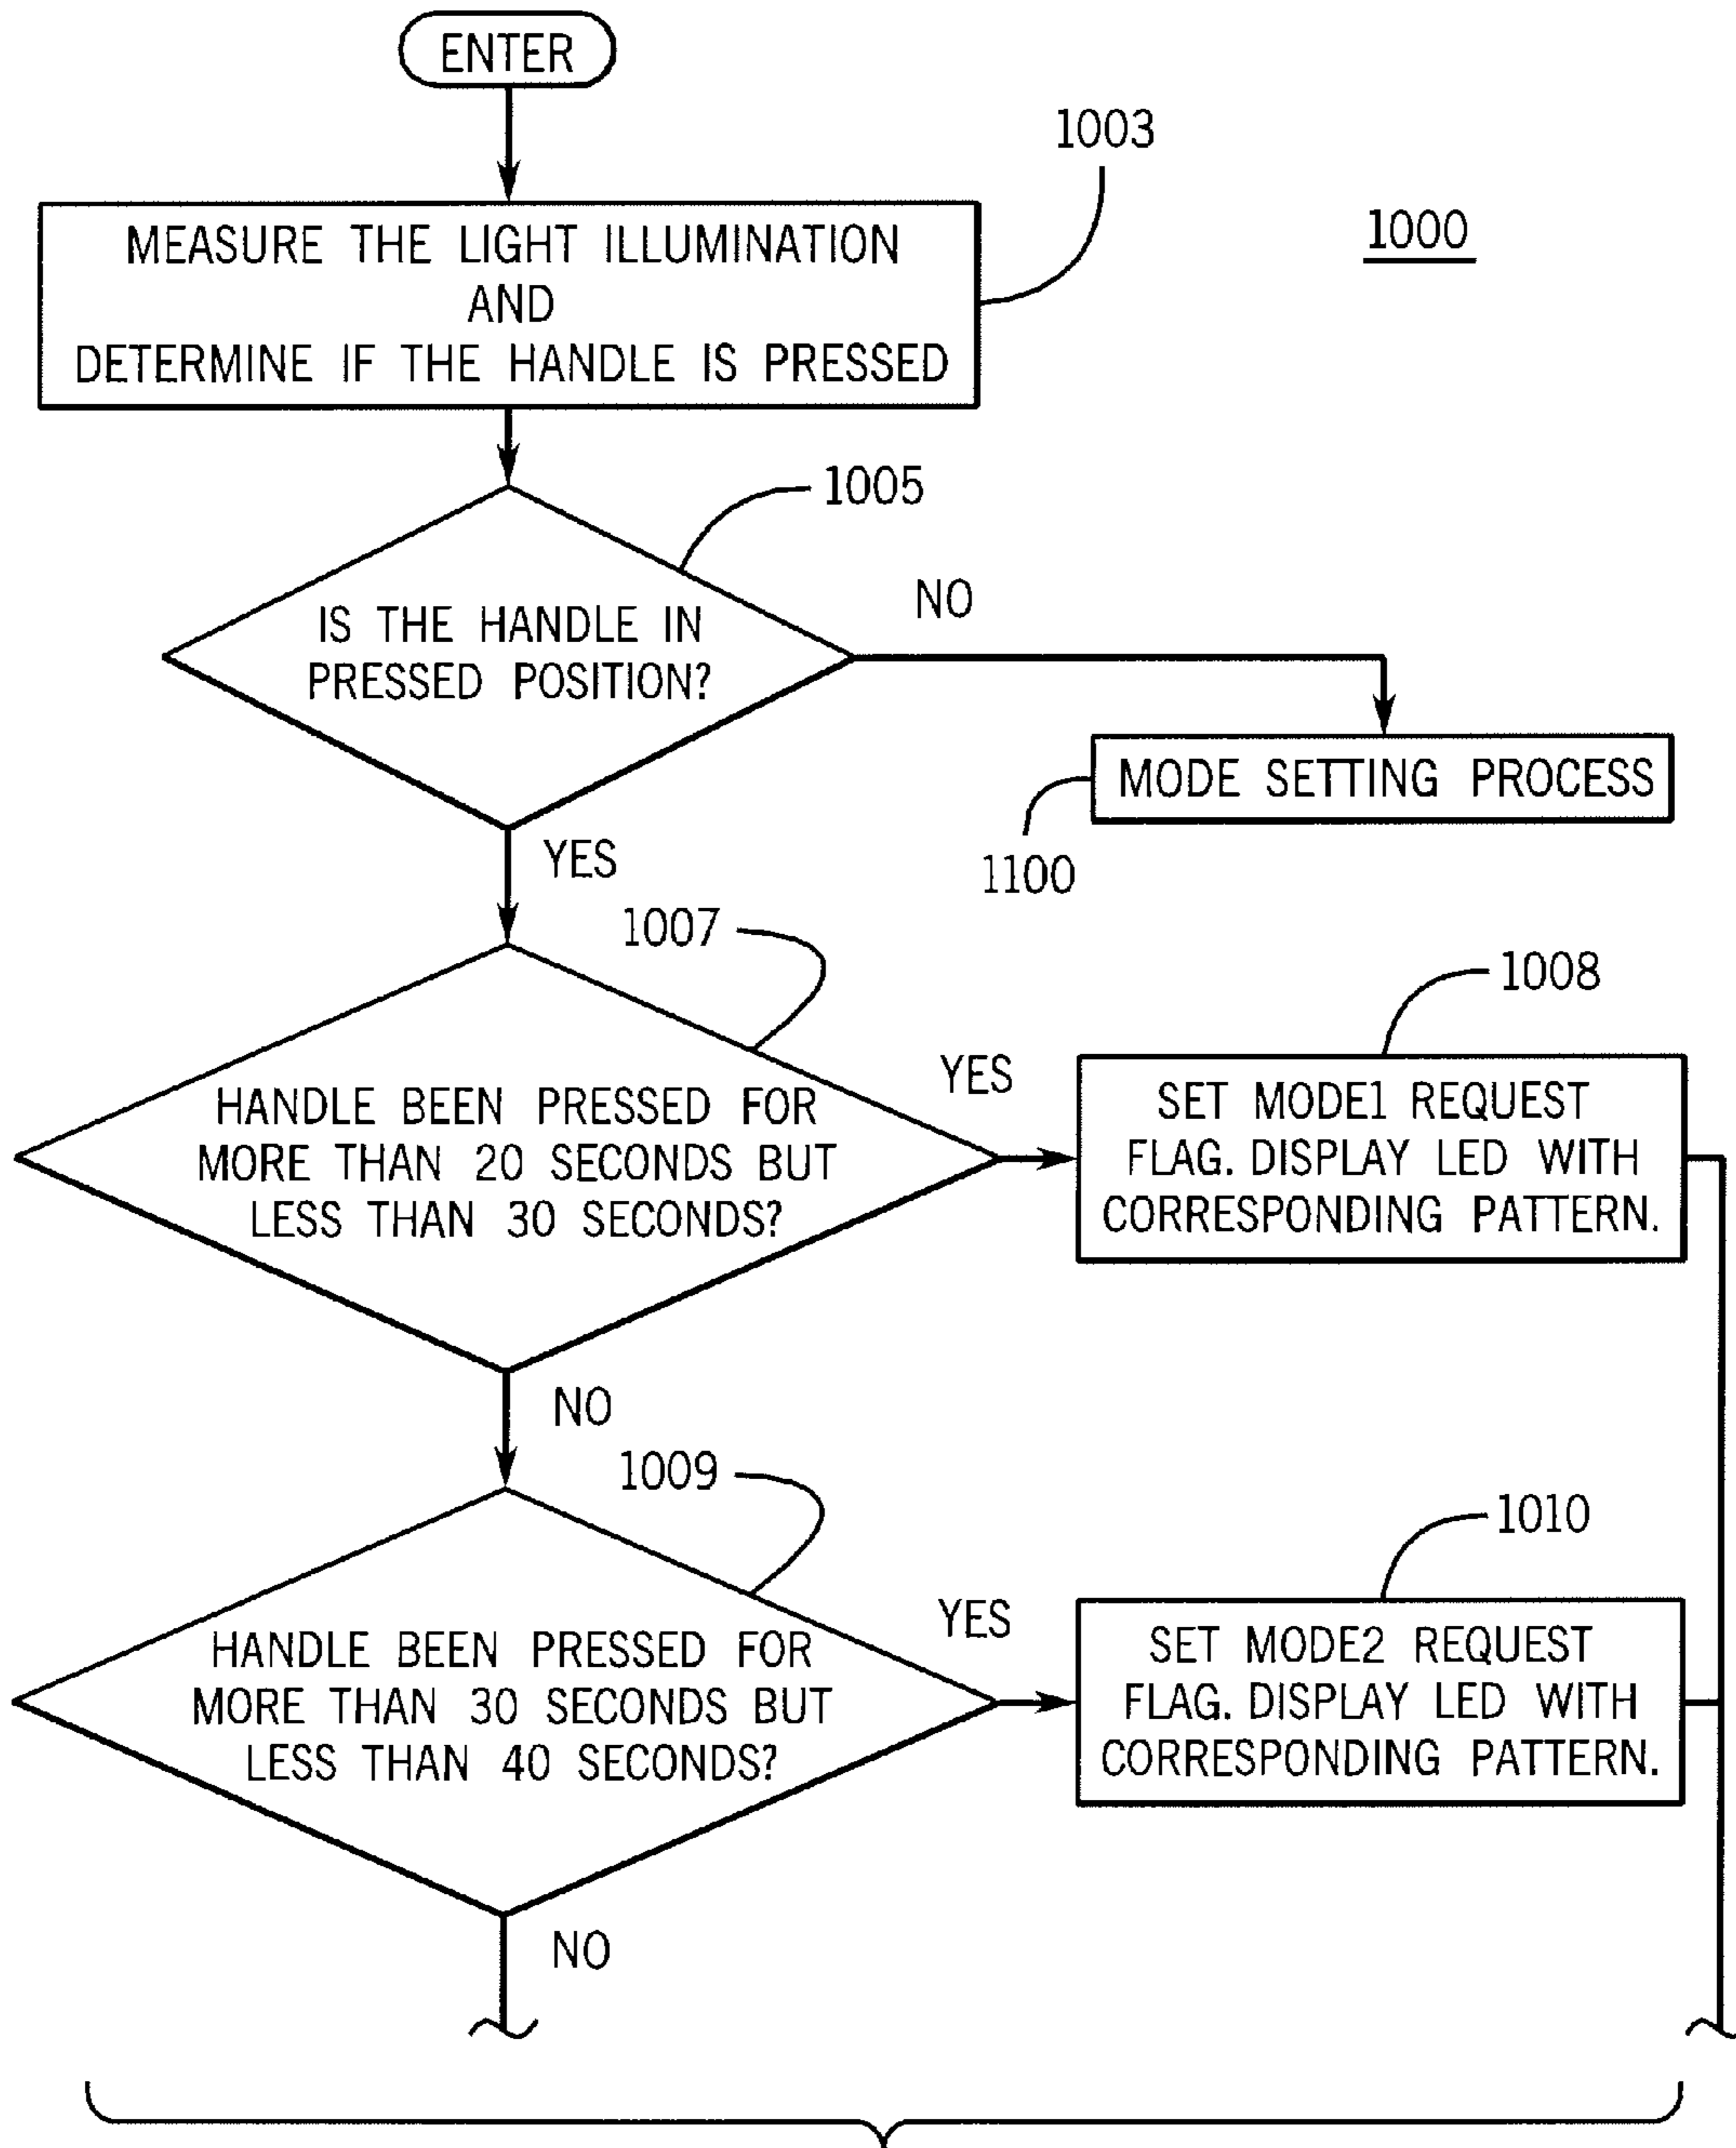 ENTER
1003
1000
MEASURE THE LIGHT ILLUMINATION
AND
DETERMINE IF THE HANDLE IS PRESSED
1005
NO
IS THE HANDLE IN
PRESSED POSITION?
MODE SETTING PROCESS
1100
YES
1007
1008
YES
HANDLE BEEN PRESSED FOR
MORE THAN 20 SECONDS BUT
LESS THAN 30 SECONDS?
SET MODE1 REQUEST
FLAG. DISPLAY LED WITH
CORRESPONDING PATTERN.
NO
1009
1010
YES
HANDLE BEEN PRESSED FOR
MORE THAN 30 SECONDS BUT
LESS THAN 40 SECONDS?
SET MODE2 REQUEST
FLAG. DISPLAY LED WITH
CORRESPONDING PATTERN.
NO